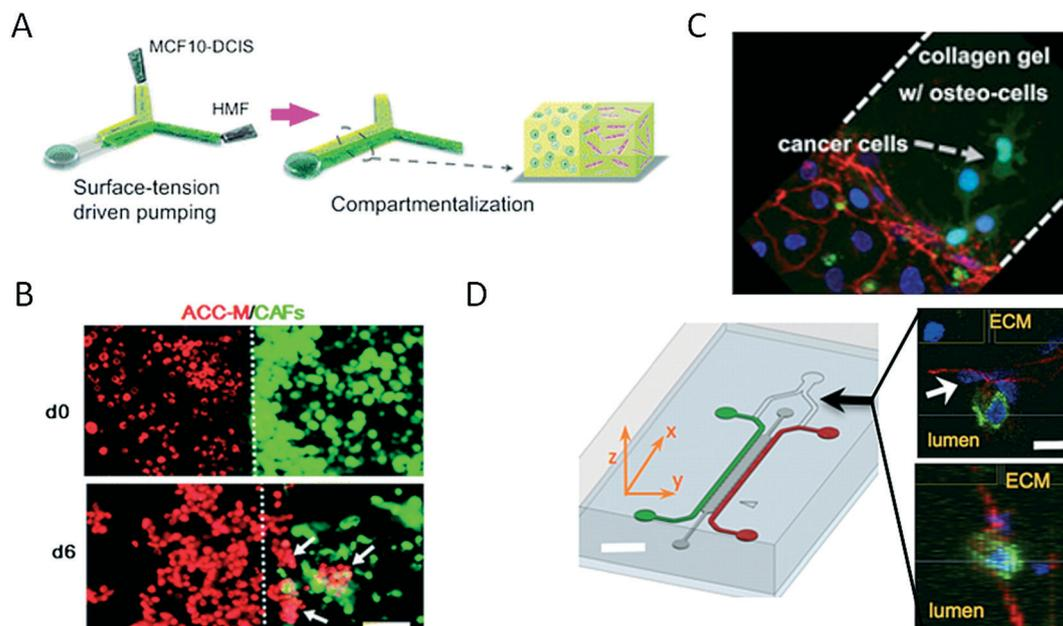 A
MCF10-DCIS
HMF
Surface-tension
driven pumping
Compartmentalization
B
ACC-M/CAFs
d0
d6
C
collagen gel
w/ osteo-cells
cancer cells
D
z
x
y
ECM
lumen
ECM
lumen